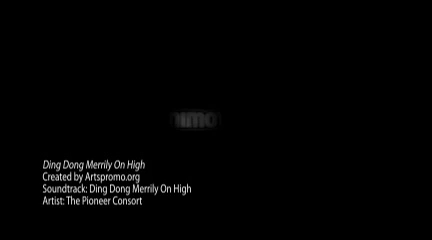 Ding Dong Merrily On High
Created by Artspromo.org
Soundtrack: Ding Dong Merrily On High
Artist: The Pioneer Consort